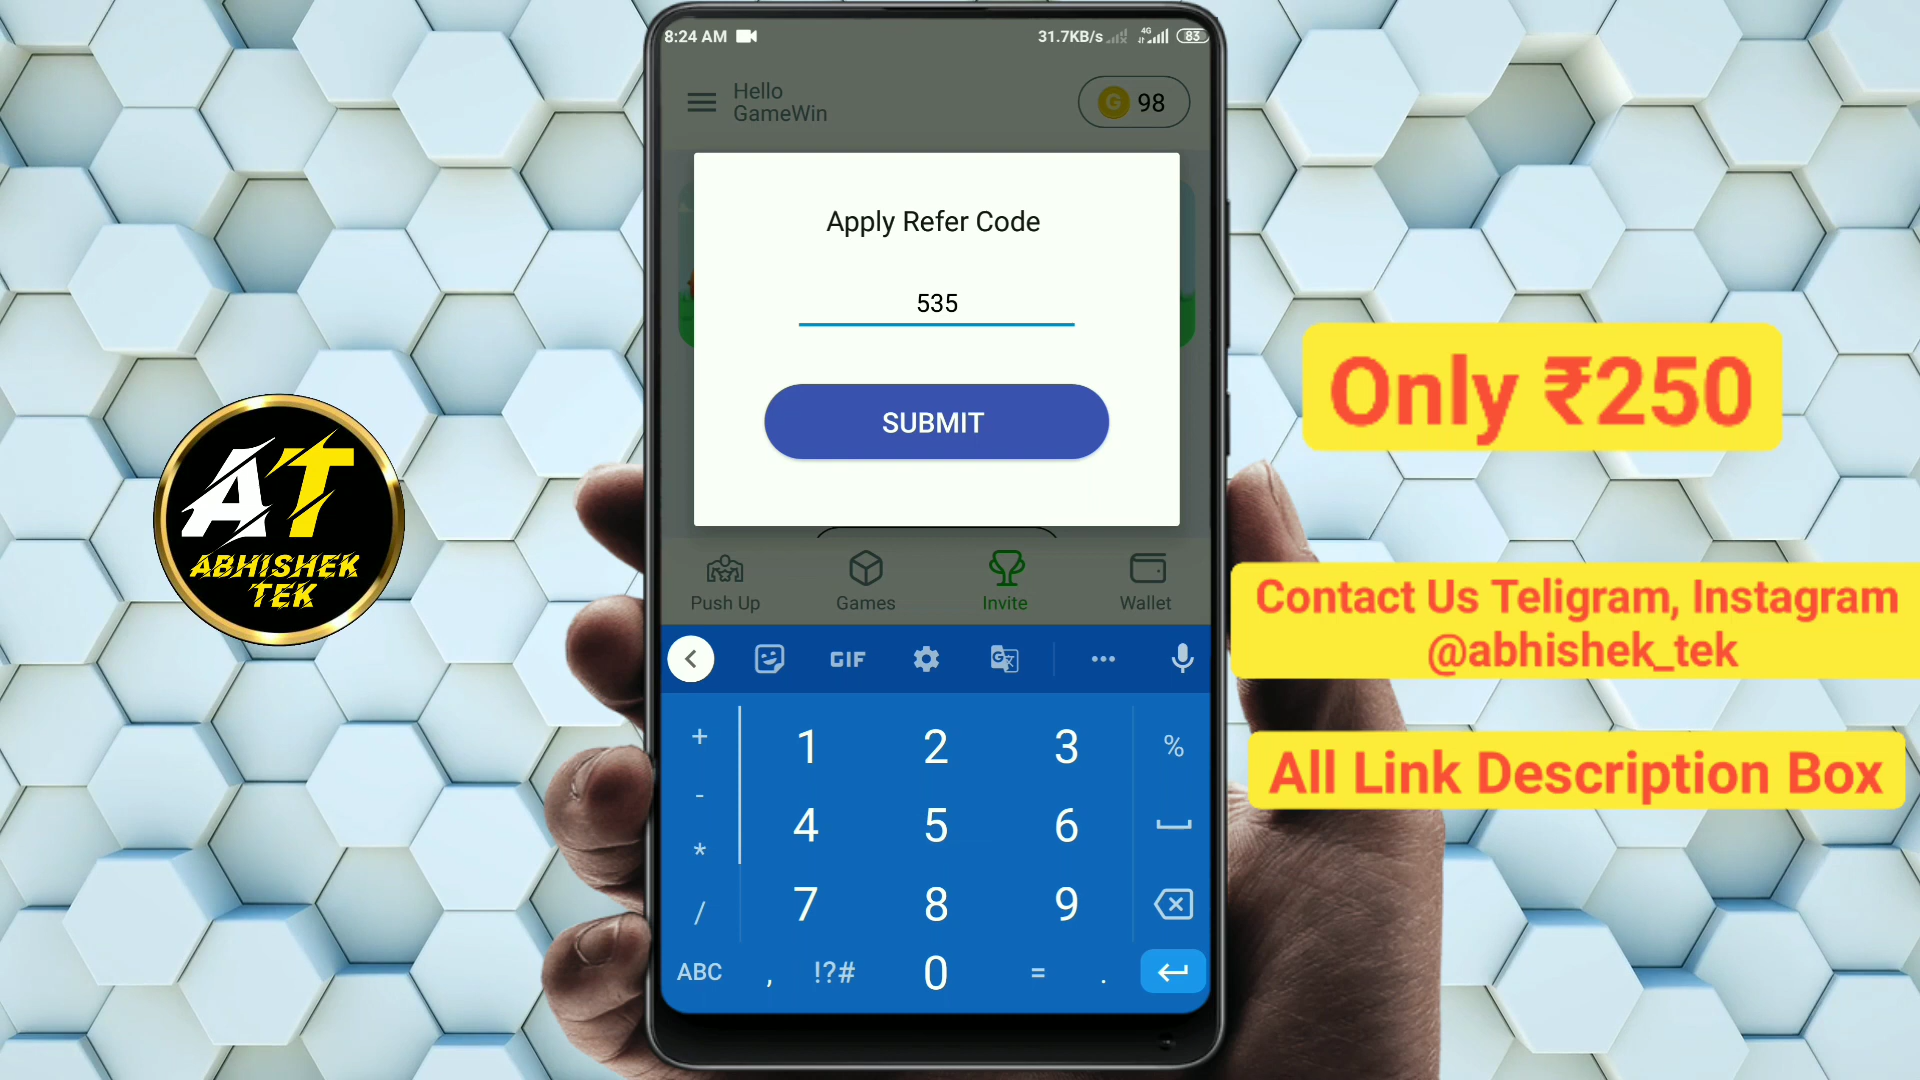 8:24 AM
31.7KB/s
4G
83
Hello
GameWin
G 98
Apply Refer Code
535
SUBMIT
Push Up
Games
Invite
Wallet
GIF
G
+
1
2
3
%
-
4
5
6
*
7
8
9
/
ABC
,
!?#
0
=
.
AT
ABHISHEK
TEK
Only ₹250
Contact Us Teligram, Instagram
@abhishek_tek
All Link Description Box